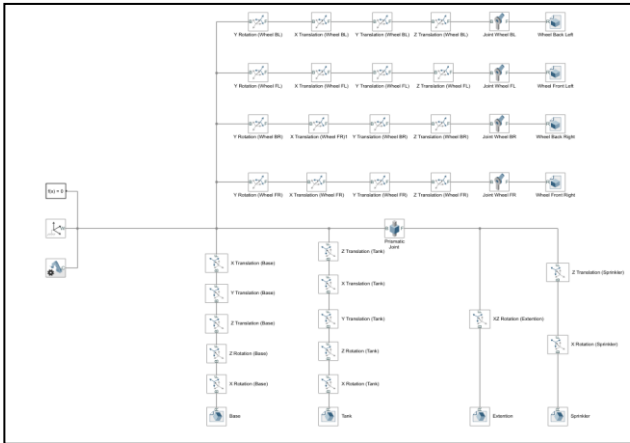 Y Rotation (Wheel BL) X Translation (Wheel BL) Y Translation (Wheel BL) Z Translation (Wheel BL) Joint Wheel BL Wheel Back Left
Y Rotation (Wheel FL) X Translation (Wheel FL) Y Translation (Wheel FL) Z Translation (Wheel FL) Joint Wheel FL Wheel Front Left
Y Rotation (Wheel BR) X Translation (Wheel FR)1 Y Translation (Wheel BR) Z Translation (Wheel BR) Joint Wheel BR Wheel Back Right
Y Rotation (Wheel FR) X Translation (Wheel FR) Y Translation (Wheel FR) Z Translation (Wheel FR) Joint Wheel FR Wheel Front Right
f(x) = 0
Prismatic
Joint
X Translation (Base) Z Translation (Tank)
Z Translation (Sprinkler)
Y Translation (Base) X Translation (Tank)
Z Translation (Base) Y Translation (Tank) XZ Rotation (Extention)
X Rotation (Sprinkler)
Z Rotation (Base) Z Rotation (Tank)
X Rotation (Base) X Rotation (Tank)
Base Tank Extention Sprinkler